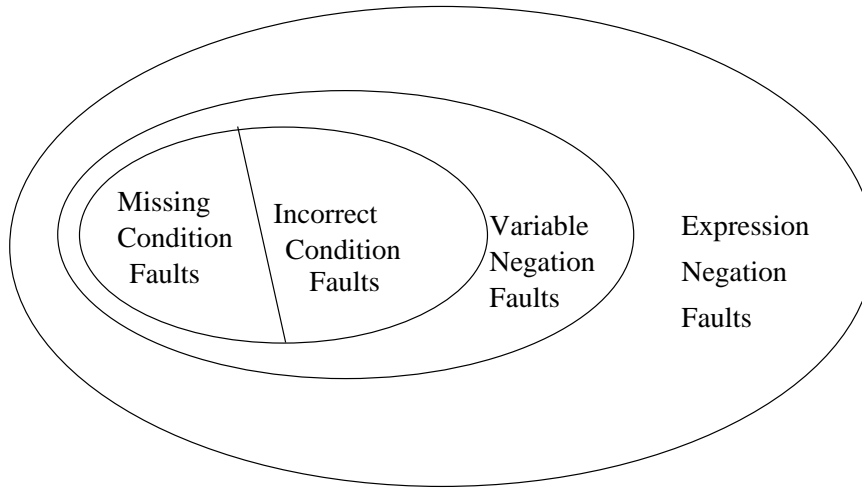 Missing
Condition
Faults
Incorrect
Condition
Faults
Variable
Negation
Faults
Expression
Negation
Faults